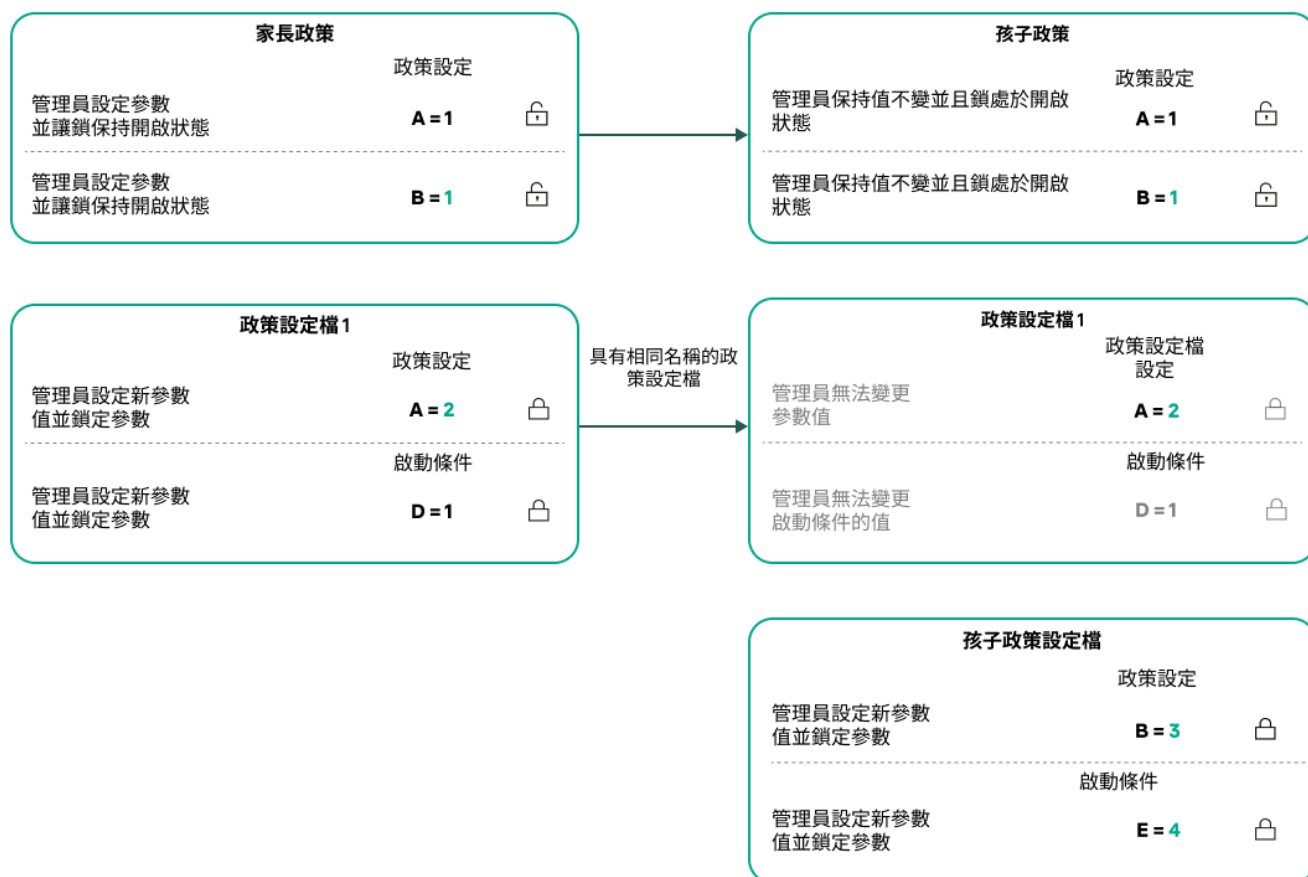 家長政策
政策設定
管理員設定參數
並讓鎖保持開啟狀態
A = 1
管理員設定參數
並讓鎖保持開啟狀態
B = 1
孩子政策
政策設定
管理員保持值不變並且鎖處於開啟
狀態
A = 1
管理員保持值不變並且鎖處於開啟
狀態
B = 1
政策設定檔 1
政策設定
管理員設定新參數
值並鎖定參數
A = 2
啟動條件
管理員設定新參數
值並鎖定參數
D = 1
具有相同名稱的政
策設定檔
政策設定檔 1
政策設定檔
設定
管理員無法變更
參數值
A = 2
啟動條件
管理員無法變更
啟動條件的值
D = 1
孩子政策設定檔
政策設定
管理員設定新參數
值並鎖定參數
B = 3
啟動條件
管理員設定新參數
值並鎖定參數
E = 4